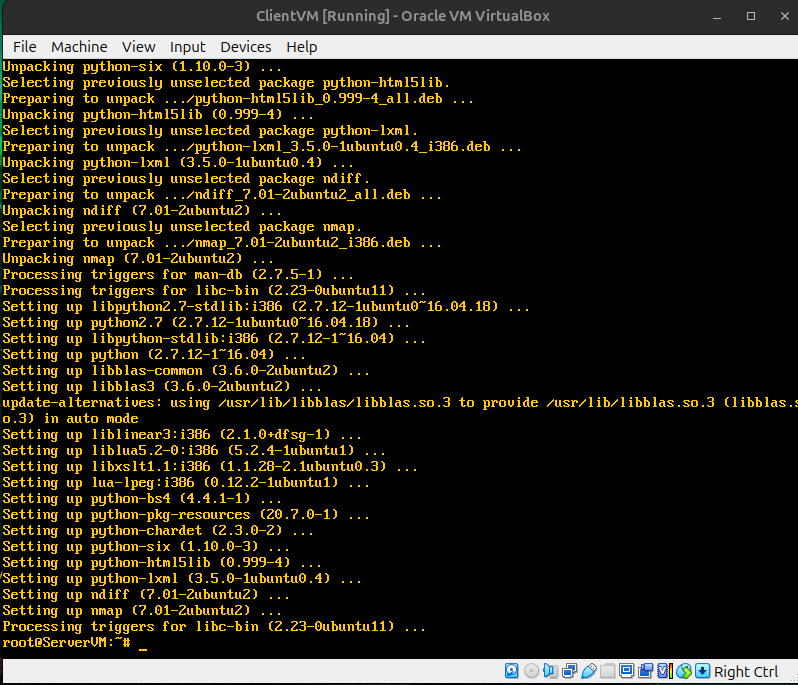 ClientVM [Running] - Oracle VM VirtualBox
File Machine View Input Devices Help
Unpacking python-six (1.10.0-3) ...
Selecting previously unselected package python-html5lib.
Preparing to unpack .../python-html5lib_0.999-4_all.deb ...
Unpacking python-html5lib (0.999-4) ...
Selecting previously unselected package python-lxml.
Preparing to unpack .../python-lxml_3.5.0-1ubuntu0.4_i386.deb ...
Unpacking python-lxml (3.5.0-1ubuntu0.4) ...
Selecting previously unselected package ndiff.
Preparing to unpack .../ndiff_7.01-2ubuntu2_all.deb ...
Unpacking ndiff (7.01-2ubuntu2) ...
Selecting previously unselected package nmap.
Preparing to unpack .../nmap_7.01-2ubuntu2_i386.deb ...
Unpacking nmap (7.01-2ubuntu2) ...
Processing triggers for man-db (2.7.5-1) ...
Processing triggers for libc-bin (2.23-0ubuntu11) ...
Setting up libpython2.7-stdlib:i386 (2.7.12-1ubuntu0~16.04.18) ...
Setting up python2.7 (2.7.12-1ubuntu0~16.04.18) ...
Setting up libpython-stdlib:i386 (2.7.12-1~16.04) ...
Setting up python (2.7.12-1~16.04) ...
Setting up libblas-common (3.6.0-2ubuntu2) ...
Setting up libblas3 (3.6.0-2ubuntu2) ...
update-alternatives: using /usr/lib/libblas/libblas.so.3 to provide /usr/lib/libblas.so.3 (libblas.s
o.3) in auto mode
Setting up liblinear3:i386 (2.1.0+dfsg-1) ...
Setting up liblua5.2-0:i386 (5.2.4-1ubuntu1) ...
Setting up libxslt1.1:i386 (1.1.28-2.1ubuntu0.3) ...
Setting up lua-lpeg:i386 (0.12.2-1ubuntu1) ...
Setting up python-bs4 (4.4.1-1) ...
Setting up python-pkg-resources (20.7.0-1) ...
Setting up python-chardet (2.3.0-2) ...
Setting up python-six (1.10.0-3) ...
Setting up python-html5lib (0.999-4) ...
Setting up python-lxml (3.5.0-1ubuntu0.4) ...
Setting up ndiff (7.01-2ubuntu2) ...
Setting up nmap (7.01-2ubuntu2) ...
Processing triggers for libc-bin (2.23-0ubuntu11) ...
root@ServerVM:~# _
Right Ctrl